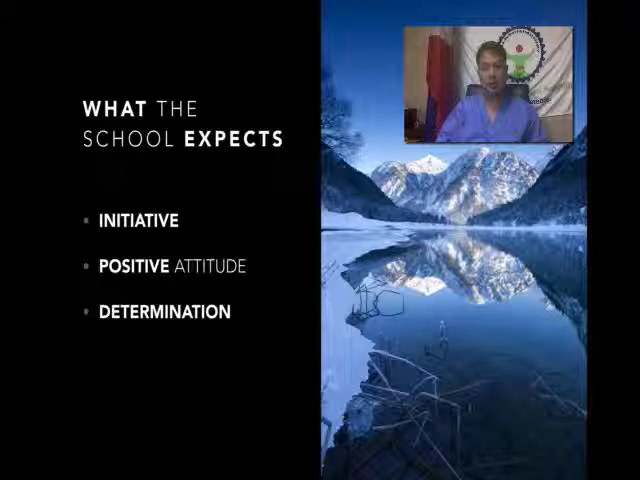 WHAT THE
SCHOOL EXPECTS
• INITIATIVE
• POSITIVE ATTITUDE
• DETERMINATION